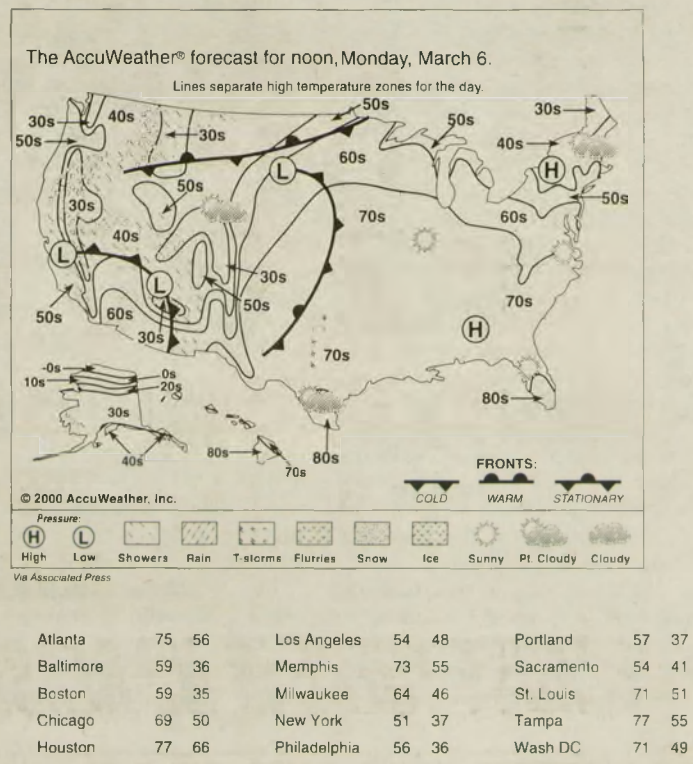 The AccuWeather® forecast for noon, Monday, March 6.
Lines separate high temperature zones for the day.
50s
30s
40s
30s
50s
30s
50s
40s
50s
H
L
60s
50s
50s
30s
70s
60s
40s
L
L
30s
50s
70s
50s
60s
30s
H
70s
-0s
0s
10s
20s
80s
30s
40s
80s
70s
80s
FRONTS:
© 2000 AccuWeather, Inc.
COLD WARM STATIONARY
Pressure:
H L
High Low Showers Rain T-storms Flurries Snow Ice Sunny Pt. Cloudy Cloudy
Via Associated Press
Atlanta 75 56 Los Angeles 54 48 Portland 57 37
Baltimore 59 36 Memphis 73 55 Sacramento 54 41
Boston 59 35 Milwaukee 64 46 St. Louis 71 51
Chicago 69 50 New York 51 37 Tampa 77 55
Houston 77 66 Philadelphia 56 36 Wash DC 71 49